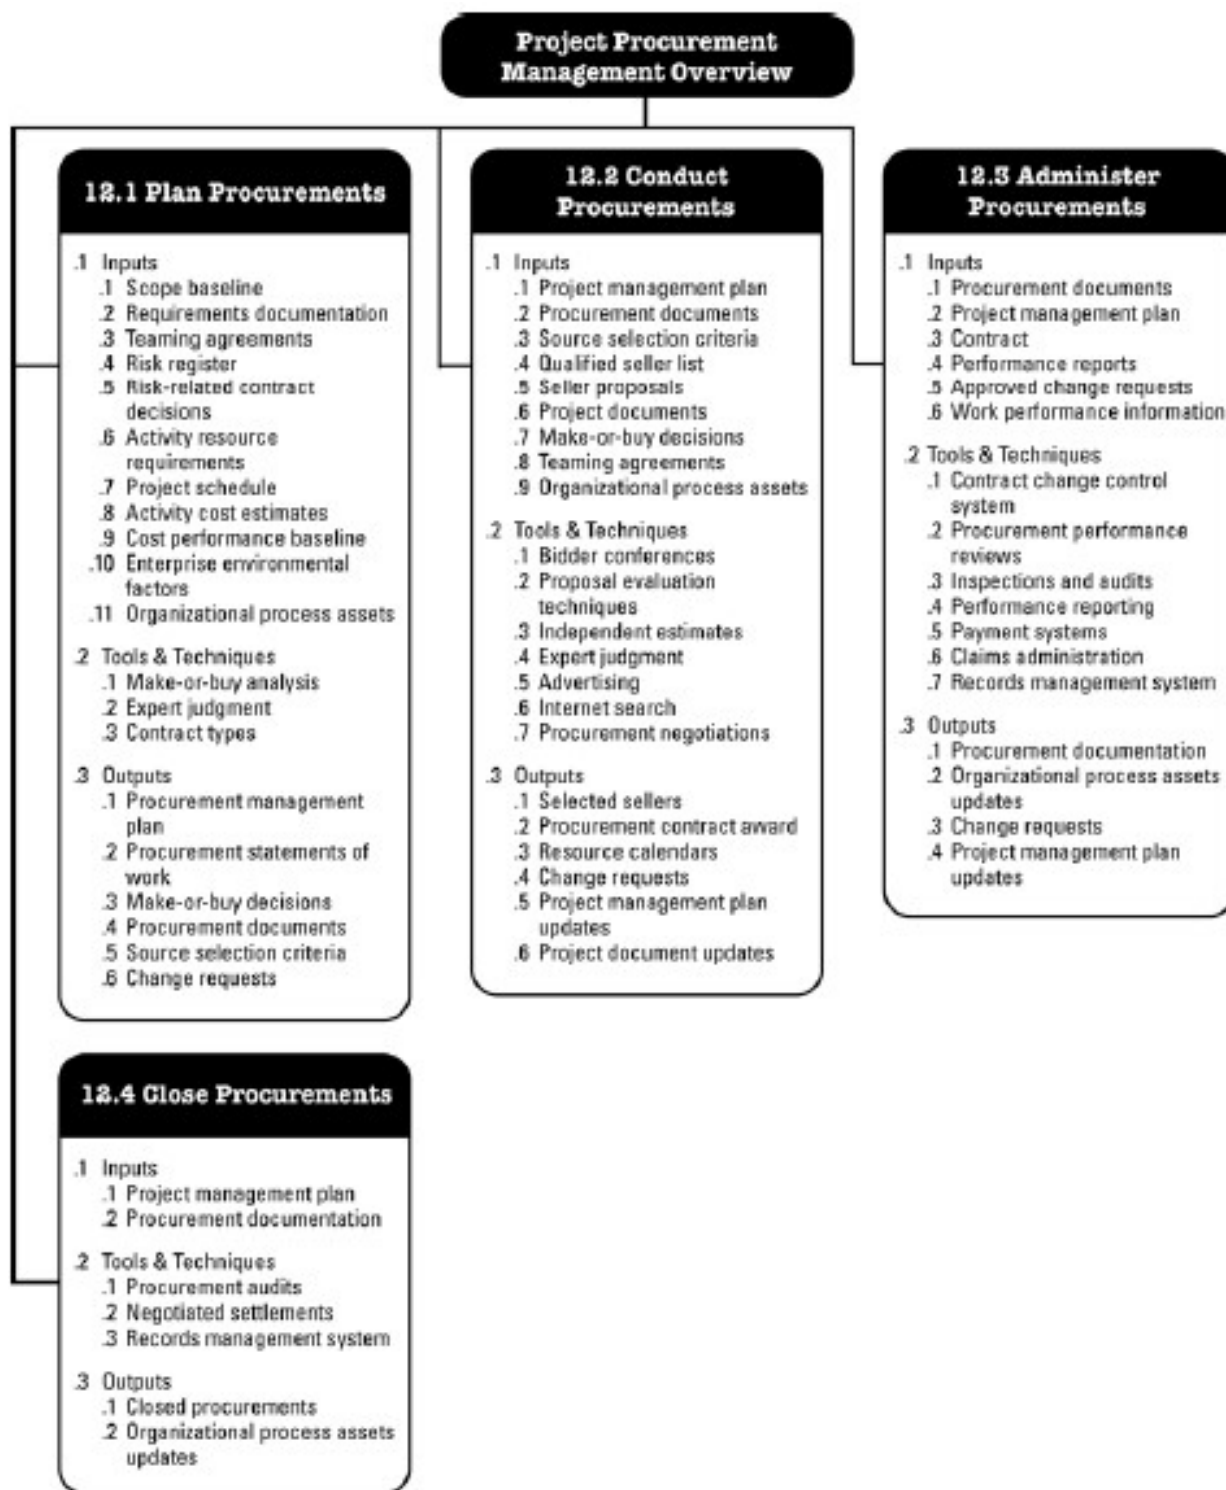 Project Procurement
Management Overview
12.1 Plan Procurements
.1 Inputs
.1 Scope baseline
.2 Requirements documentation
.3 Teaming agreements
.4 Risk register
.5 Risk-related contract
decisions
.6 Activity resource
requirements
.7 Project schedule
.8 Activity cost estimates
.9 Cost performance baseline
.10 Enterprise environmental
factors
.11 Organizational process assets
.2 Tools & Techniques
.1 Make-or-buy analysis
.2 Expert judgment
.3 Contract types
.3 Outputs
.1 Procurement management
plan
.2 Procurement statements of
work
.3 Make-or-buy decisions
.4 Procurement documents
.5 Source selection criteria
.6 Change requests
12.2 Conduct
Procurements
.1 Inputs
.1 Project management plan
.2 Procurement documents
.3 Source selection criteria
.4 Qualified seller list
.5 Seller proposals
.6 Project documents
.7 Make-or-buy decisions
.8 Teaming agreements
.9 Organizational process assets
.2 Tools & Techniques
.1 Bidder conferences
.2 Proposal evaluation
techniques
.3 Independent estimates
.4 Expert judgment
.5 Advertising
.6 Internet search
.7 Procurement negotiations
.3 Outputs
.1 Selected sellers
.2 Procurement contract award
.3 Resource calendars
.4 Change requests
.5 Project management plan
updates
.6 Project document updates
12.3 Administer
Procurements
.1 Inputs
.1 Procurement documents
.2 Project management plan
.3 Contract
.4 Performance reports
.5 Approved change requests
.6 Work performance information
.2 Tools & Techniques
.1 Contract change control
system
.2 Procurement performance
reviews
.3 Inspections and audits
.4 Performance reporting
.5 Payment systems
.6 Claims administration
.7 Records management system
.3 Outputs
.1 Procurement documentation
.2 Organizational process assets
updates
.3 Change requests
.4 Project management plan
updates
12.4 Close Procurements
.1 Inputs
.1 Project management plan
.2 Procurement documentation
.2 Tools & Techniques
.1 Procurement audits
.2 Negotiated settlements
.3 Records management system
.3 Outputs
.1 Closed procurements
.2 Organizational process assets
updates